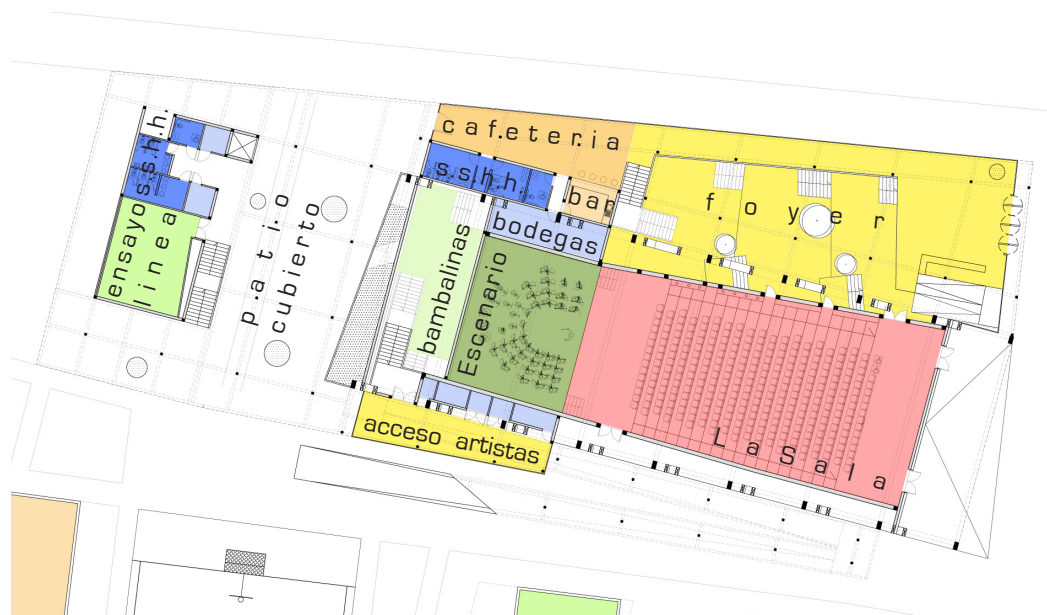 s.s.h.h.
ensayo
linea
patio
cubierto
cafeteria
s.s.h.h.
bar
foyer
bodegas
bambalinas
Escenario
La Sala
acceso artistas